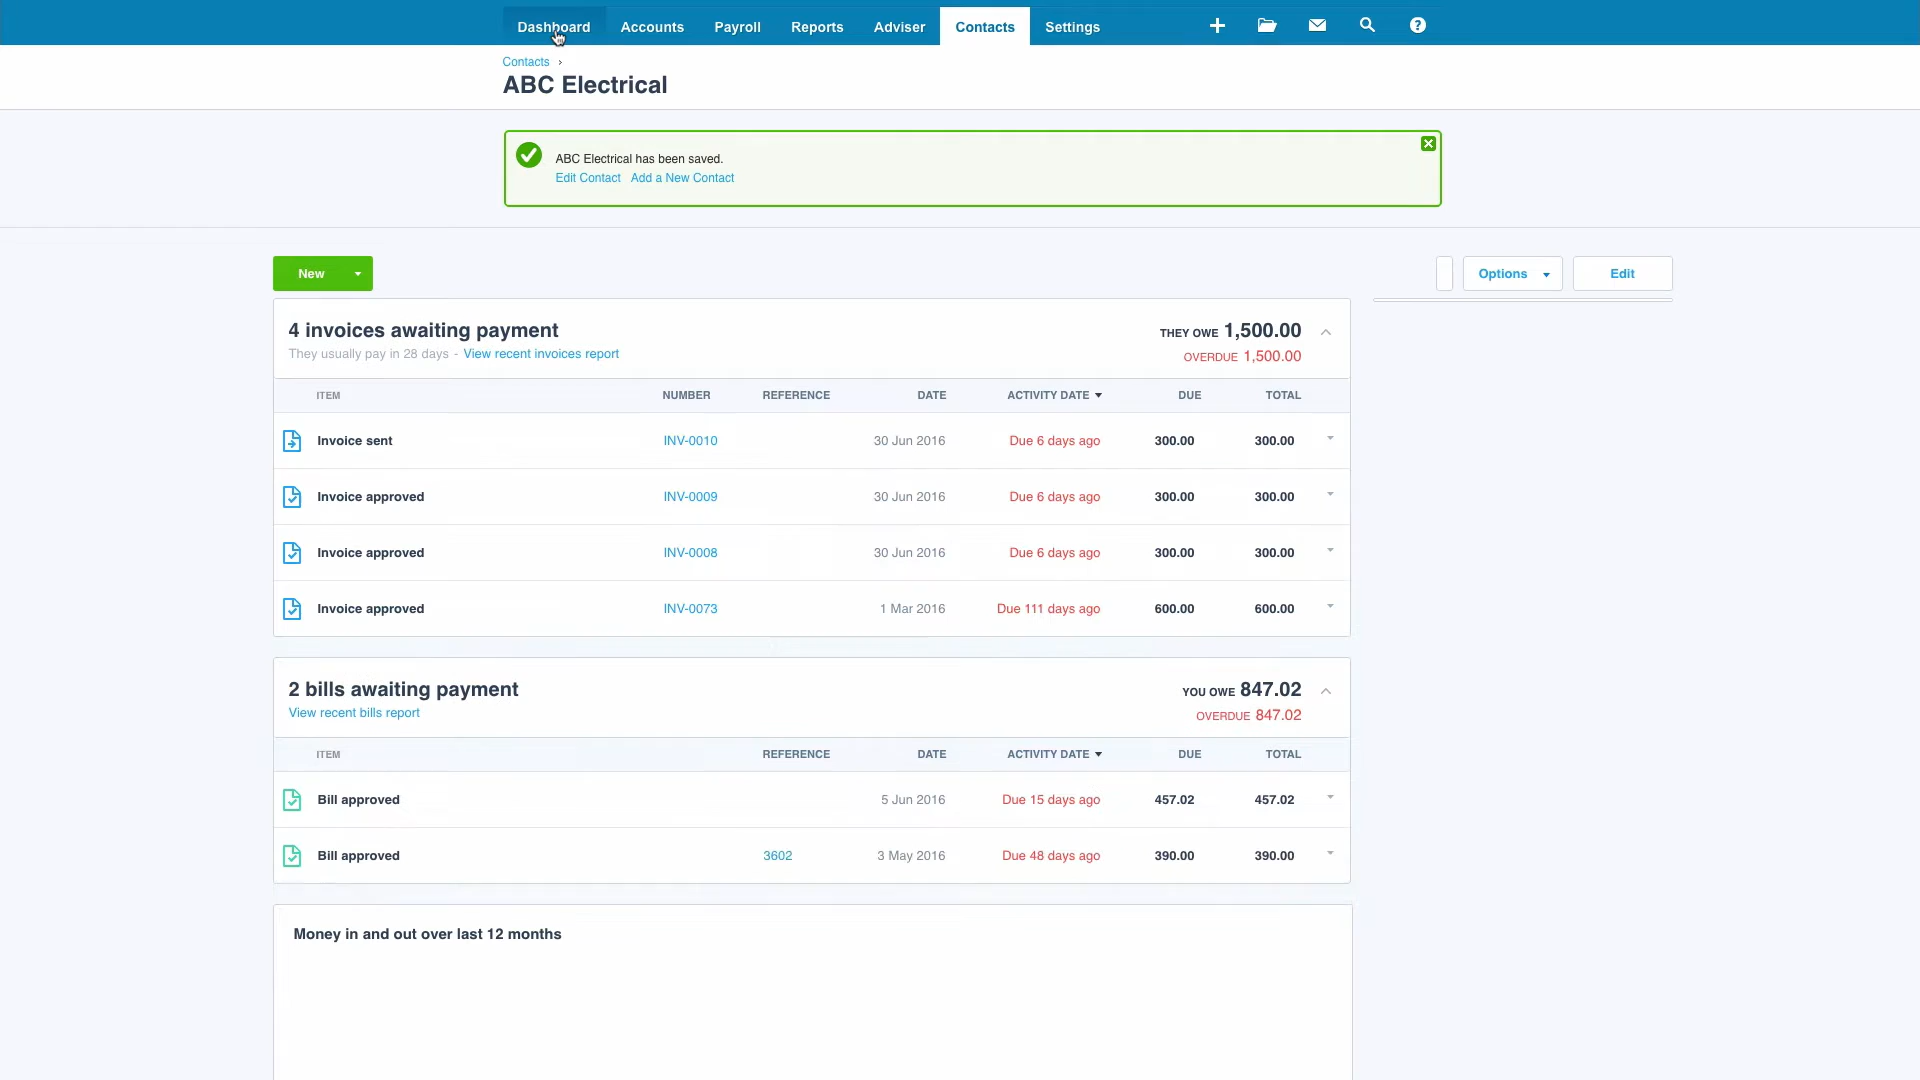 Dashboard Accounts Payroll Reports Adviser Contacts Settings
Contacts ›
ABC Electrical
ABC Electrical has been saved.
Edit Contact Add a New Contact
New Options Edit
4 invoices awaiting payment THEY OWE 1,500.00
They usually pay in 28 days - View recent invoices report OVERDUE 1,500.00
ITEM NUMBER REFERENCE DATE ACTIVITY DATE DUE TOTAL
Invoice sent INV-0010 30 Jun 2016 Due 6 days ago 300.00 300.00
Invoice approved INV-0009 30 Jun 2016 Due 6 days ago 300.00 300.00
Invoice approved INV-0008 30 Jun 2016 Due 6 days ago 300.00 300.00
Invoice approved INV-0073 1 Mar 2016 Due 111 days ago 600.00 600.00
2 bills awaiting payment YOU OWE 847.02
View recent bills report OVERDUE 847.02
ITEM REFERENCE DATE ACTIVITY DATE DUE TOTAL
Bill approved 5 Jun 2016 Due 15 days ago 457.02 457.02
Bill approved 3602 3 May 2016 Due 48 days ago 390.00 390.00
Money in and out over last 12 months